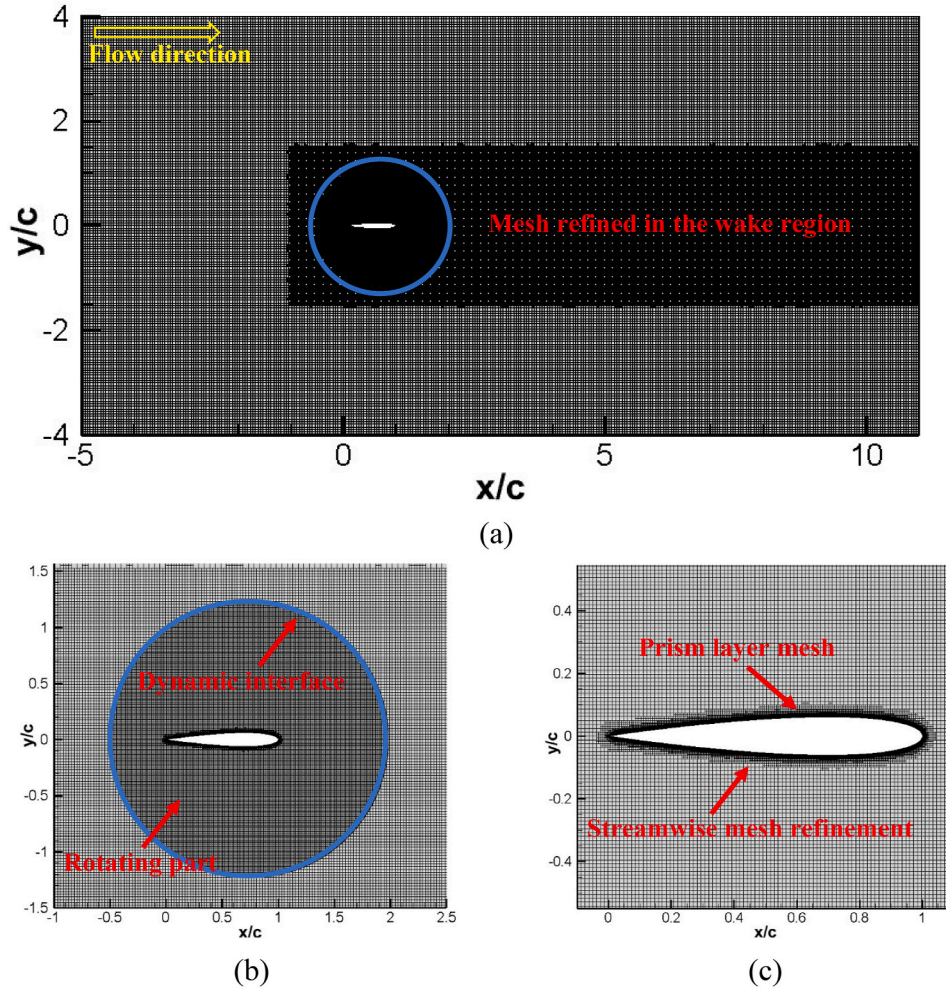 4
Flow direction
2
0
Mesh refined in the wake region
-2
-4
y/c
-5
0
5
10
x/c
(a)
1.5
1
0.5
0
-0.5
-1
-1.5
y/c
Dynamic interface
Rotating part
-1
-0.5
0
0.5
1
1.5
2
2.5
x/c
(b)
0.4
0.2
0
-0.2
-0.4
y/c
Prism layer mesh
Streamwise mesh refinement
0
0.2
0.4
0.6
0.8
1
x/c
(c)